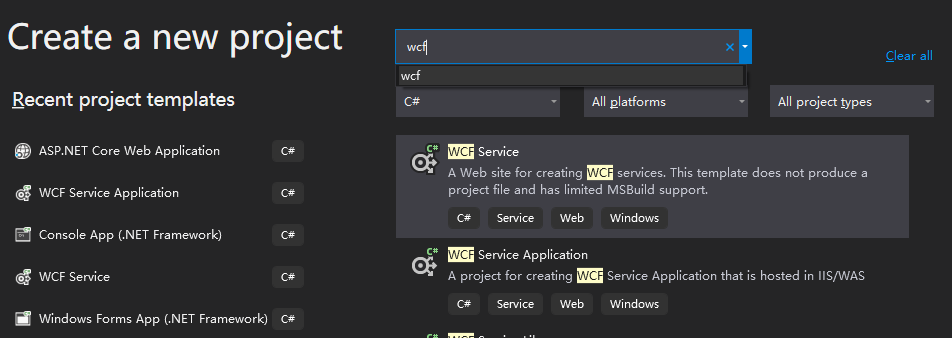 Create a new project
wcf
wcf
Clear all
C#
All platforms
All project types
Recent project templates
ASP.NET Core Web Application C#
WCF Service Application C#
Console App (.NET Framework) C#
WCF Service C#
Windows Forms App (.NET Framework) C#
C#
WCF Service
A Web site for creating WCF services. This template does not produce a
project file and has limited MSBuild support.
C# Service Web Windows
C#
WCF Service Application
A project for creating WCF Service Application that is hosted in IIS/WAS
C# Service Web Windows